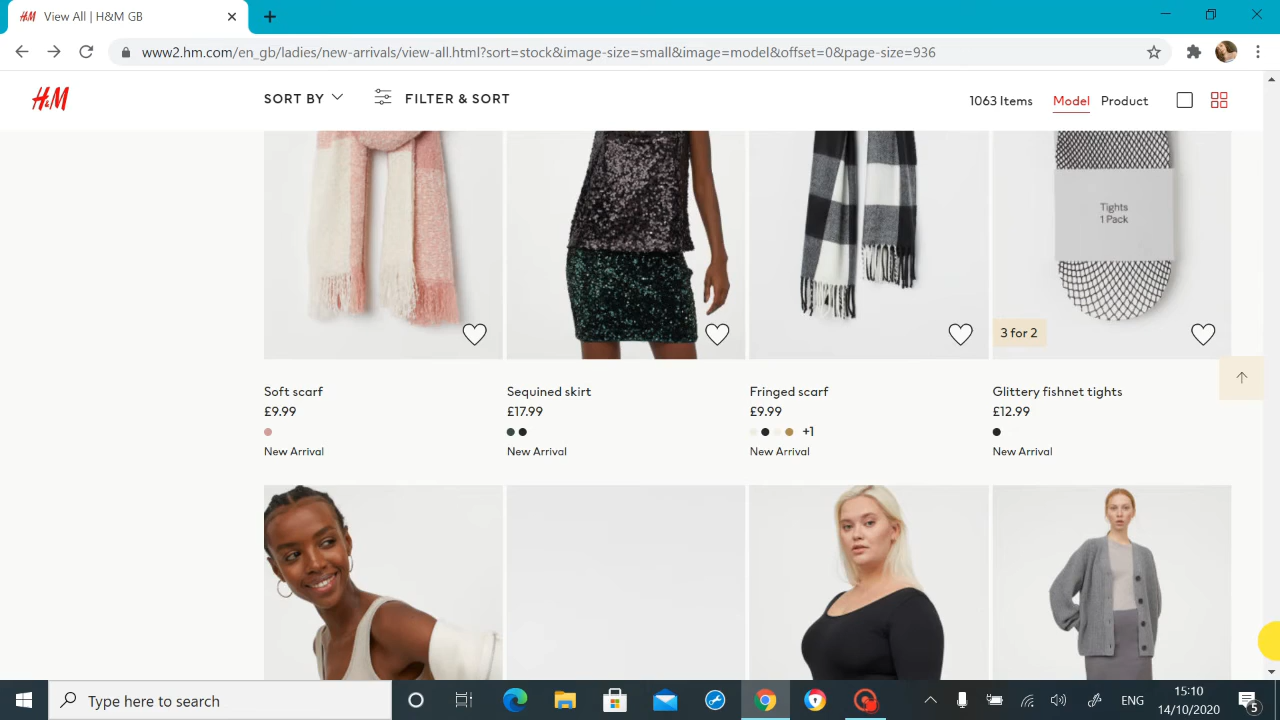 H&M View All | H&M GB
www2.hm.com/en_gb/ladies/new-arrivals/view-all.html?sort=stock&image-size=small&image=model&offset=0&page-size=936
H&M SORT BY FILTER & SORT 1063 Items Model Product
Tights
1 Pack
3 for 2
Soft scarf Sequined skirt Fringed scarf Glittery fishnet tights
£9.99 £17.99 £9.99 £12.99
+1
New Arrival New Arrival New Arrival New Arrival
Type here to search ENG 15:10
14/10/2020 5